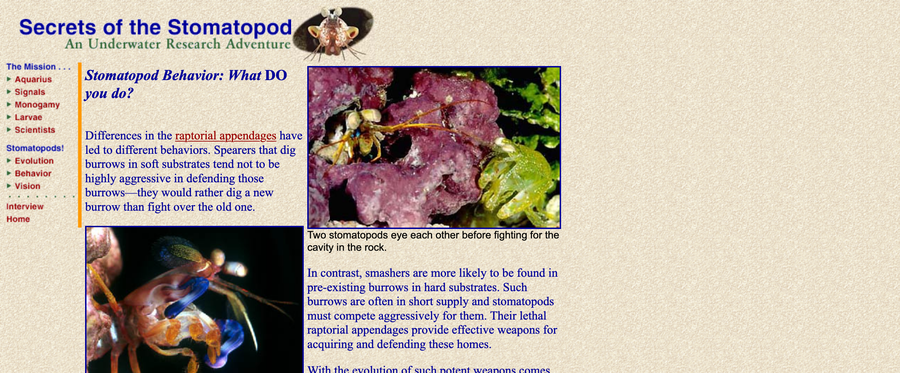 Secrets of the Stomatopod
An Underwater Research Adventure
The Mission . . .
Aquarius
Signals
Monogamy
Larvae
Scientists
Stomatopods!
Evolution
Behavior
Vision
Interview
Home
Stomatopod Behavior: What DO
you do?
Differences in the raptorial appendages have
led to different behaviors. Spearers that dig
burrows in soft substrates tend not to be
highly aggressive in defending those
burrows—they would rather dig a new
burrow than fight over the old one.
Two stomatopods eye each other before fighting for the
cavity in the rock.
In contrast, smashers are more likely to be found in
pre-existing burrows in hard substrates. Such
burrows are often in short supply and stomatopods
must compete aggressively for them. Their lethal
raptorial appendages provide effective weapons for
acquiring and defending these homes.
With the evolution of such potent weapons comes